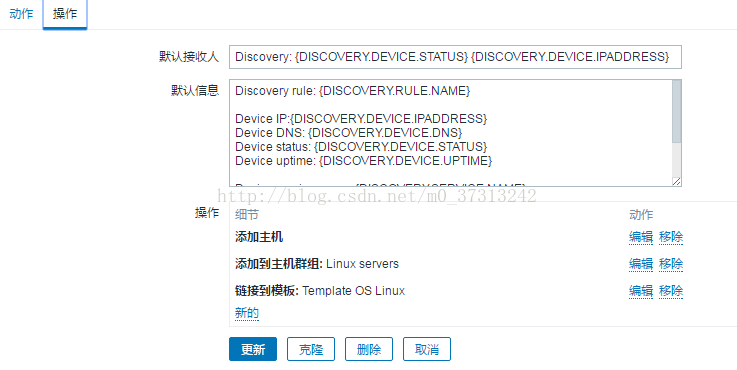 动作 操作
默认接收人 Discovery: {DISCOVERY.DEVICE.STATUS} {DISCOVERY.DEVICE.IPADDRESS}
默认信息 Discovery rule: {DISCOVERY.RULE.NAME}
Device IP:{DISCOVERY.DEVICE.IPADDRESS}
Device DNS: {DISCOVERY.DEVICE.DNS}
Device status: {DISCOVERY.DEVICE.STATUS}
Device uptime: {DISCOVERY.DEVICE.UPTIME}
{DISCOVERY.SERVICE.NAME}
http://blog.csdn.net/m0_37313242
操作 细节 动作
添加主机 编辑 移除
添加到主机群组: Linux servers 编辑 移除
链接到模板: Template OS Linux 编辑 移除
新的
更新 克隆 删除 取消